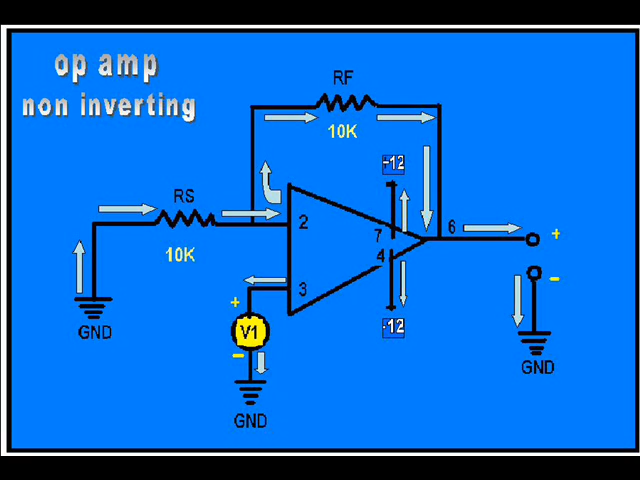 op amp
non inverting
RF
10K
+12
RS
2
7
6
+
10K
4
-
3
+
V1
-
-12
GND
GND
GND